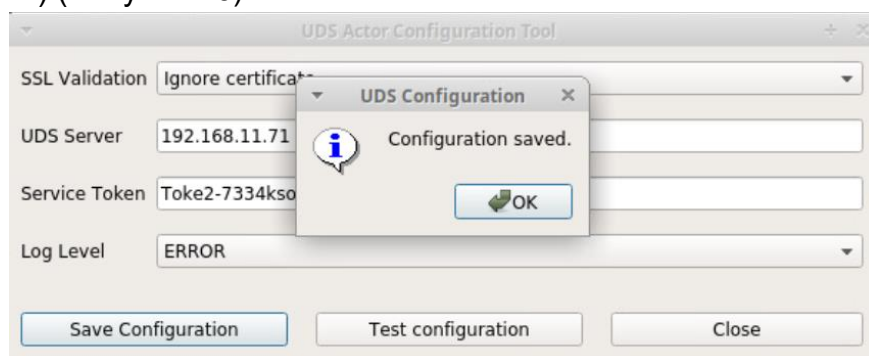 UDS Actor Configuration Tool
SSL Validation Ignore
UDS Configuration
UDS Server 192.168.11.71
Configuration saved.
Service Token Toke2-7334kso
OK
Log Level ERROR
Save Configuration Test configuration Close